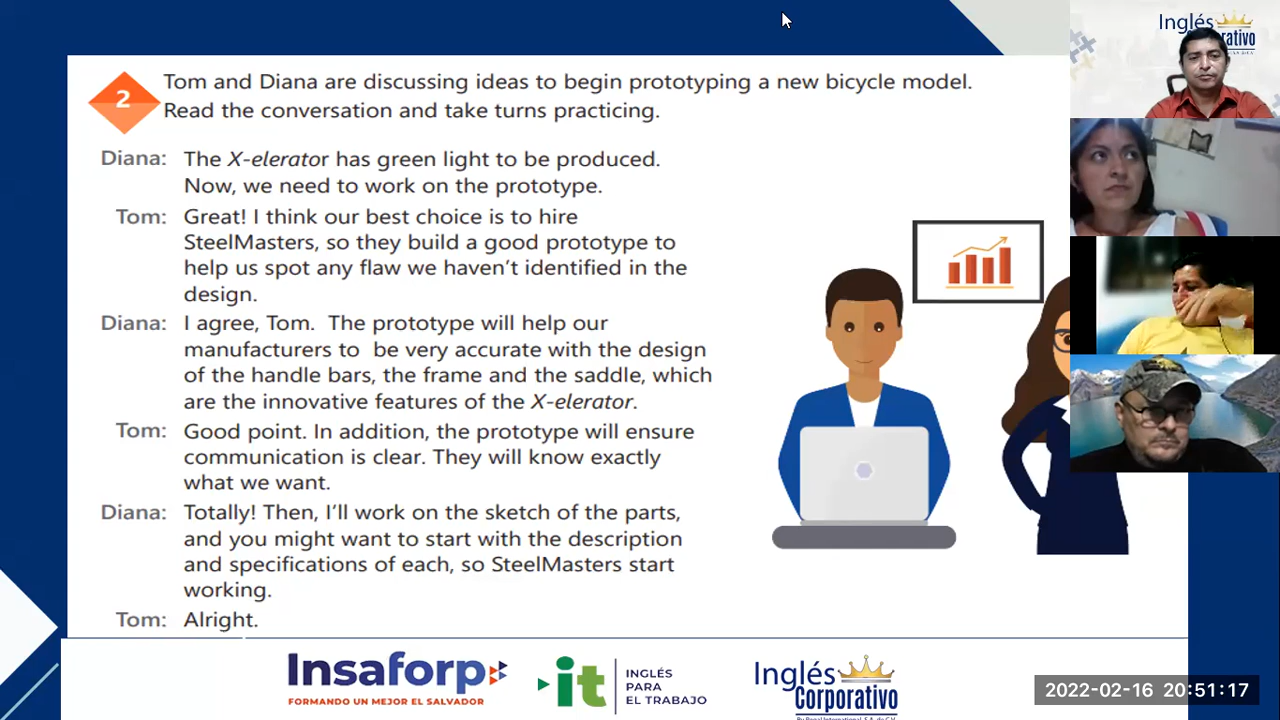 Inglés
2
Tom and Diana are discussing ideas to begin prototyping a new bicycle model.
Read the conversation and take turns practicing.
Diana: The X-elerator has green light to be produced.
Now, we need to work on the prototype.
Tom: Great! I think our best choice is to hire
SteelMasters, so they build a good prototype to
help us spot any flaw we haven't identified in the
design.
Diana: I agree, Tom. The prototype will help our
manufacturers to be very accurate with the design
of the handle bars, the frame and the saddle, which
are the innovative features of the X-elerator.
Tom: Good point. In addition, the prototype will ensure
communication is clear. They will know exactly
what we want.
Diana: Totally! Then, I'll work on the sketch of the parts,
and you might want to start with the description
and specifications of each, so SteelMasters start
working.
Tom: Alright.
Insaforp
FORMANDO UN MEJOR EL SALVADOR
it
INGLÉS
PARA
EL TRABAJO
Inglés
Corporativo
2022-02-16 20:51:17